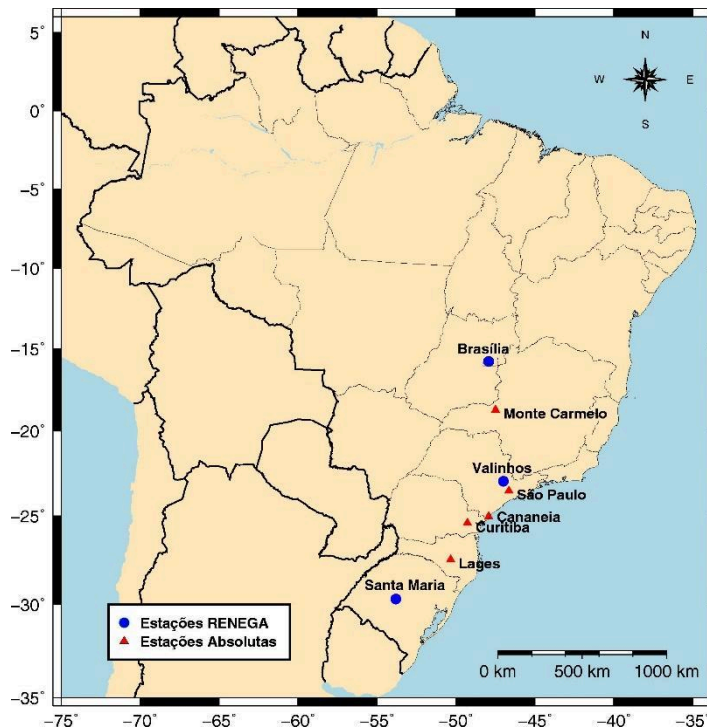 5°
0°
−5°
−10°
−15°
−20°
−25°
−30°
−35°
N
W
E
S
Brasília
Monte Carmelo
Valinhos
São Paulo
Cananeia
Curitiba
Lages
Santa Maria
Estações RENEGA
Estações Absolutas
0 km 500 km 1000 km
−75° −70° −65° −60° −55° −50° −45° −40° −35°